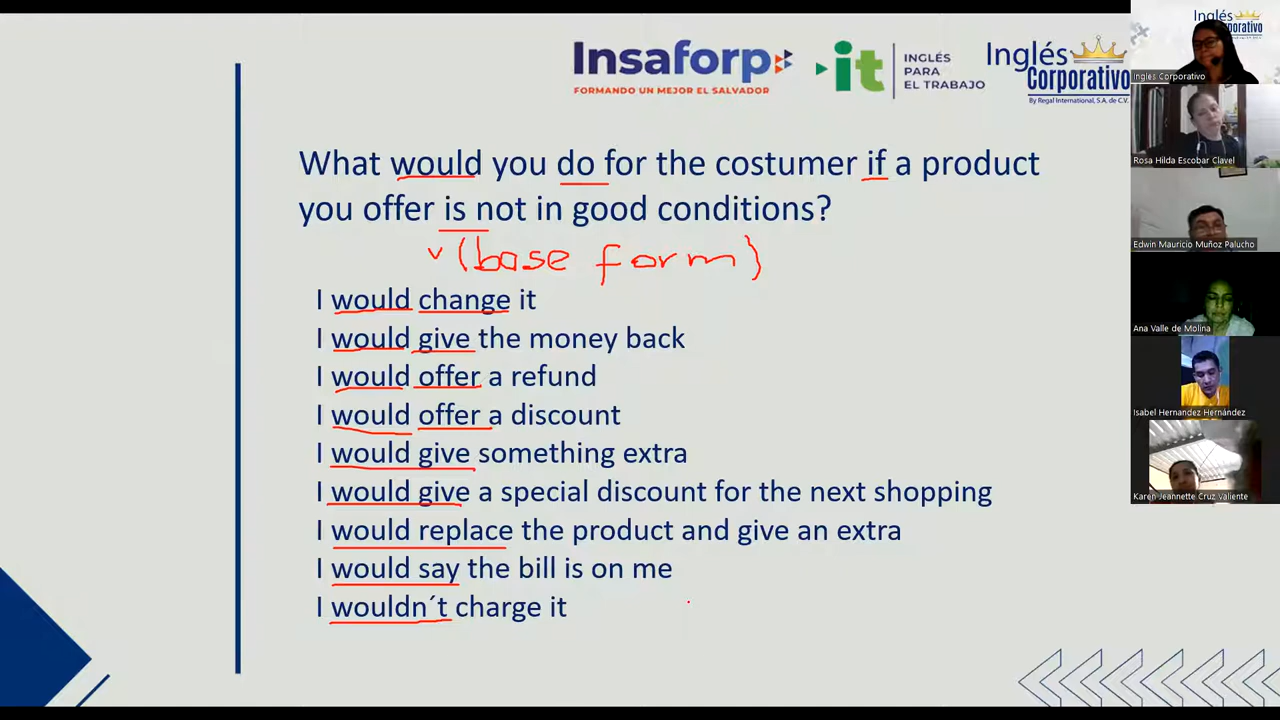 Insaforp
FORMANDO UN MEJOR EL SALVADOR
it
INGLÉS
PARA
EL TRABAJO
Inglés
Corporativo
By Regal International, S.A. de C.V.
What would you do for the costumer if a product
you offer is not in good conditions?
v (base form)
I would change it
I would give the money back
I would offer a refund
I would offer a discount
I would give something extra
I would give a special discount for the next shopping
I would replace the product and give an extra
I would say the bill is on me
I wouldn´t charge it
Inglés
Corporativo
Ingles Corporativo
Rosa Hilda Escobar Clavel
Edwin Mauricio Muñoz Palucho
Ana Valle de Molina
Isabel Hernandez Hernández
Karen Jeannette Cruz Valiente